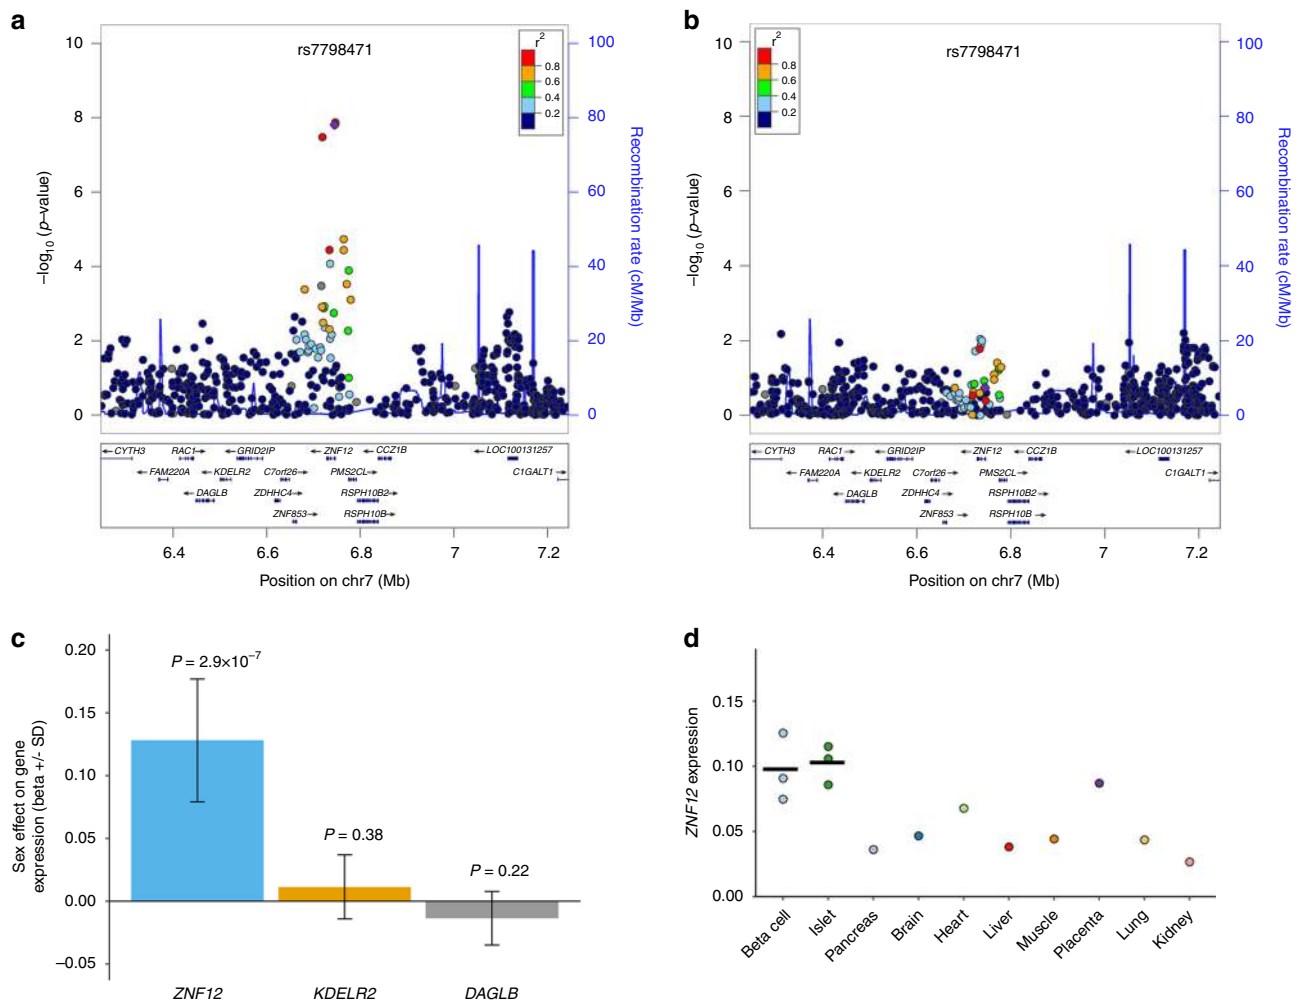 a
rs7798471
r2
0.8
0.6
0.4
0.2
10
8
6
4
2
0
–log10 (p–value)
100
80
60
40
20
0
Recombination rate (cM/Mb)
CYTH3 RAC1 GRID2IP ZNF12 CCZ1B LOC100131257
FAM220A KDELR2 C7orf26 PMS2CL C1GALT1
DAGLB ZDHHC4 RSPH10B2
ZNF853 RSPH10B
6.4 6.6 6.8 7 7.2
Position on chr7 (Mb)
b
rs7798471
r2
0.8
0.6
0.4
0.2
10
8
6
4
2
0
–log10 (p–value)
100
80
60
40
20
0
Recombination rate (cM/Mb)
CYTH3 RAC1 GRID2IP ZNF12 CCZ1B LOC100131257
FAM220A KDELR2 C7orf26 PMS2CL C1GALT1
DAGLB ZDHHC4 RSPH10B2
ZNF853 RSPH10B
6.4 6.6 6.8 7 7.2
Position on chr7 (Mb)
c
Sex effect on gene
expression (beta +/- SD)
0.20
0.15
0.10
0.05
0.00
–0.05
P = 2.9×10–7
P = 0.38
P = 0.22
ZNF12 KDELR2 DAGLB
d
ZNF12 expression
0.15
0.10
0.05
0.00
Beta cell
Islet
Pancreas
Brain
Heart
Liver
Muscle
Placenta
Lung
Kidney